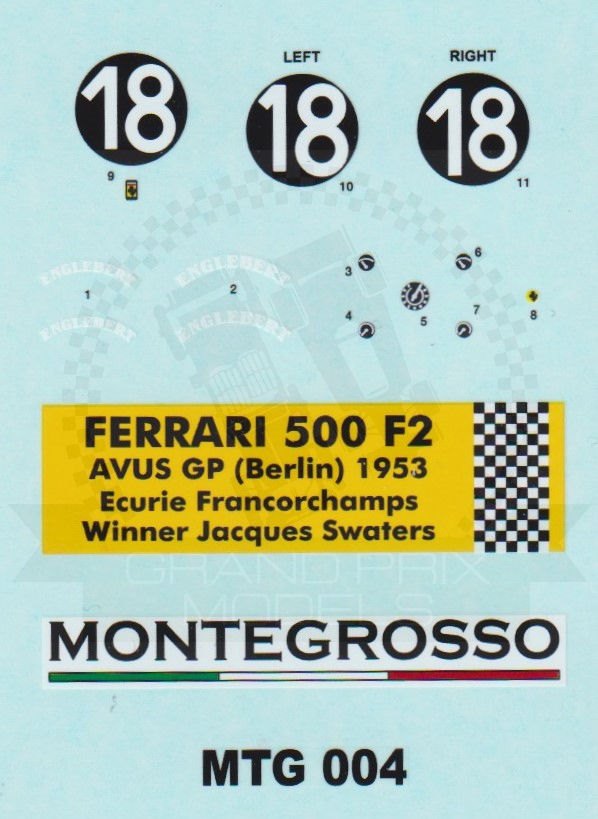 LEFT
RIGHT
18
18
18
9
10
11
ENGLEBERT
ENGLEBERT
1
2
ENGLEBERT
ENGLEBERT
3
6
4
5
7
8
FERRARI 500 F2
AVUS GP (Berlin) 1953
Ecurie Francorchamps
Winner Jacques Swaters
GRAND PRIX
MODELS
MONTEGROSSO
MTG 004